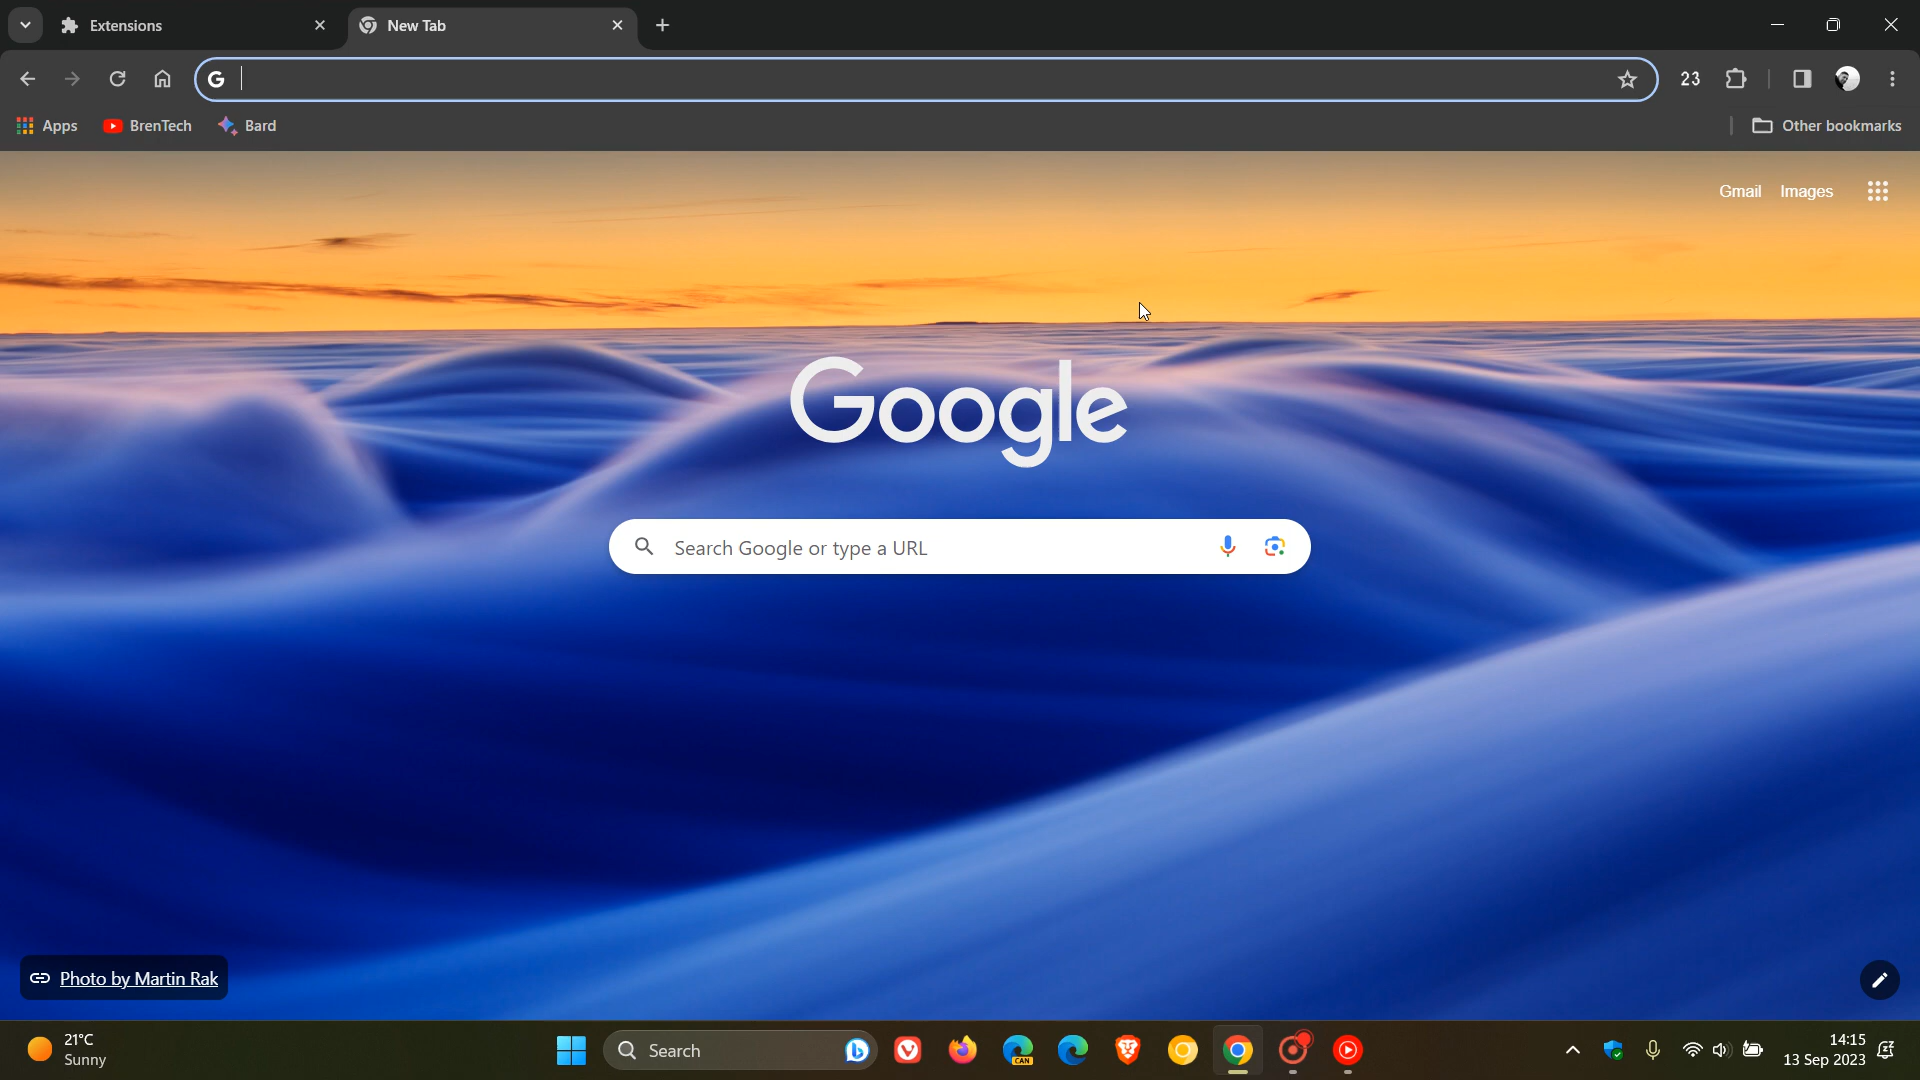 Extensions
New Tab
23
Apps
BrenTech
Bard
Other bookmarks
Gmail
Images
Google
Search Google or type a URL
Photo by Martin Rak
21°C
Sunny
Search
CAN
14:15
13 Sep 2023